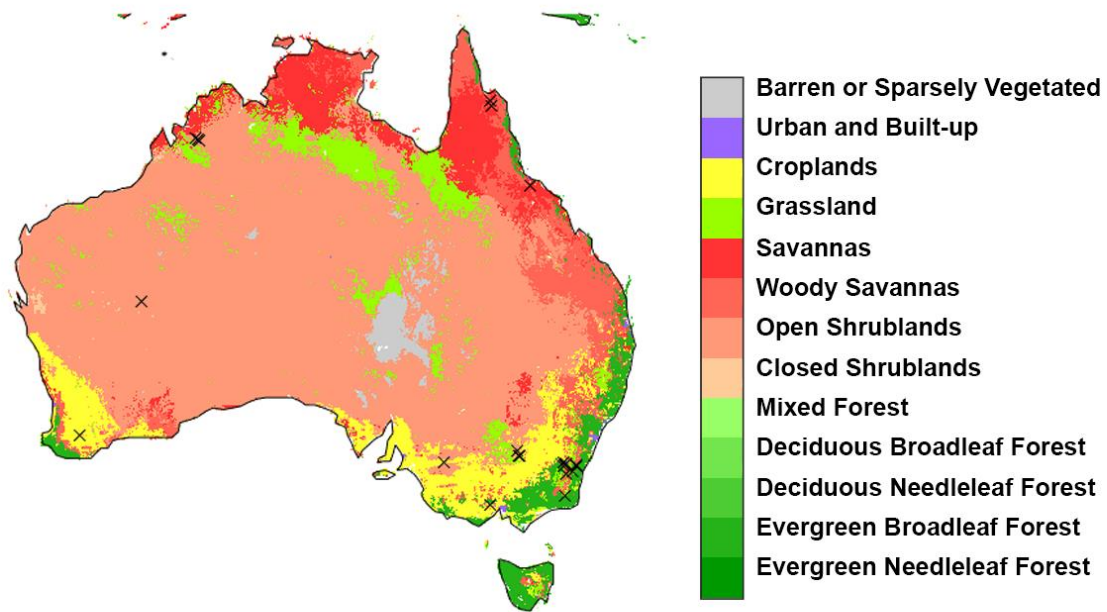 Barren or Sparsely Vegetated
Urban and Built-up
Croplands
Grassland
Savannas
Woody Savannas
Open Shrublands
Closed Shrublands
Mixed Forest
Deciduous Broadleaf Forest
Deciduous Needleleaf Forest
Evergreen Broadleaf Forest
Evergreen Needleleaf Forest